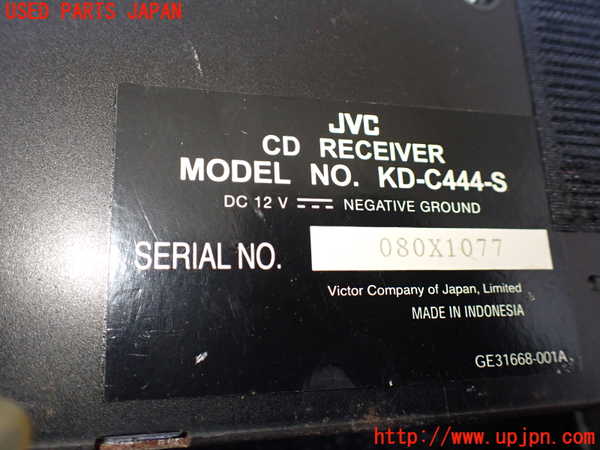 USED PARTS JAPAN
JVC
CD RECEIVER
MODEL NO. KD-C444-S
DC 12 V NEGATIVE GROUND
SERIAL NO. 080X1077
Victor Company of Japan, Limited
MADE IN INDONESIA
GE31668-001A
http://www.upjpn.com/